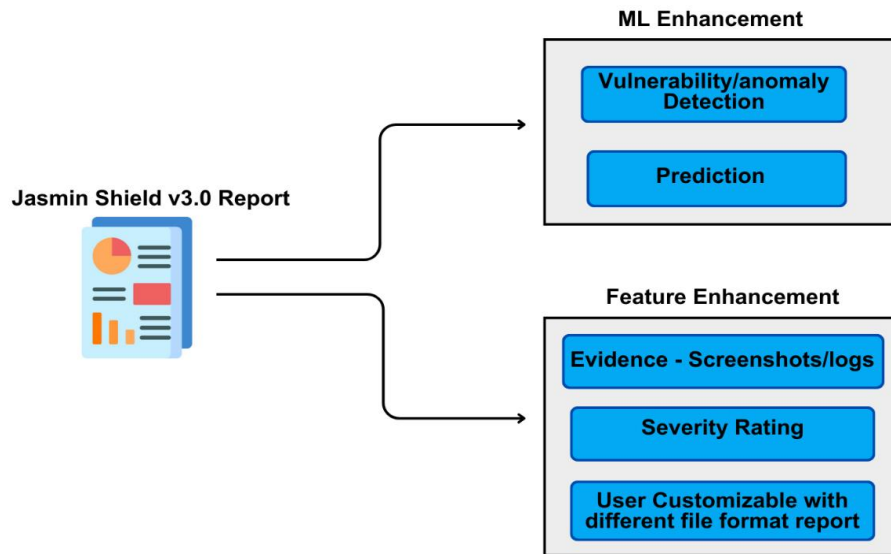 ML Enhancement
Vulnerability/anomaly
Detection
Prediction
Jasmin Shield v3.0 Report
Feature Enhancement
Evidence - Screenshots/logs
Severity Rating
User Customizable with
different file format report